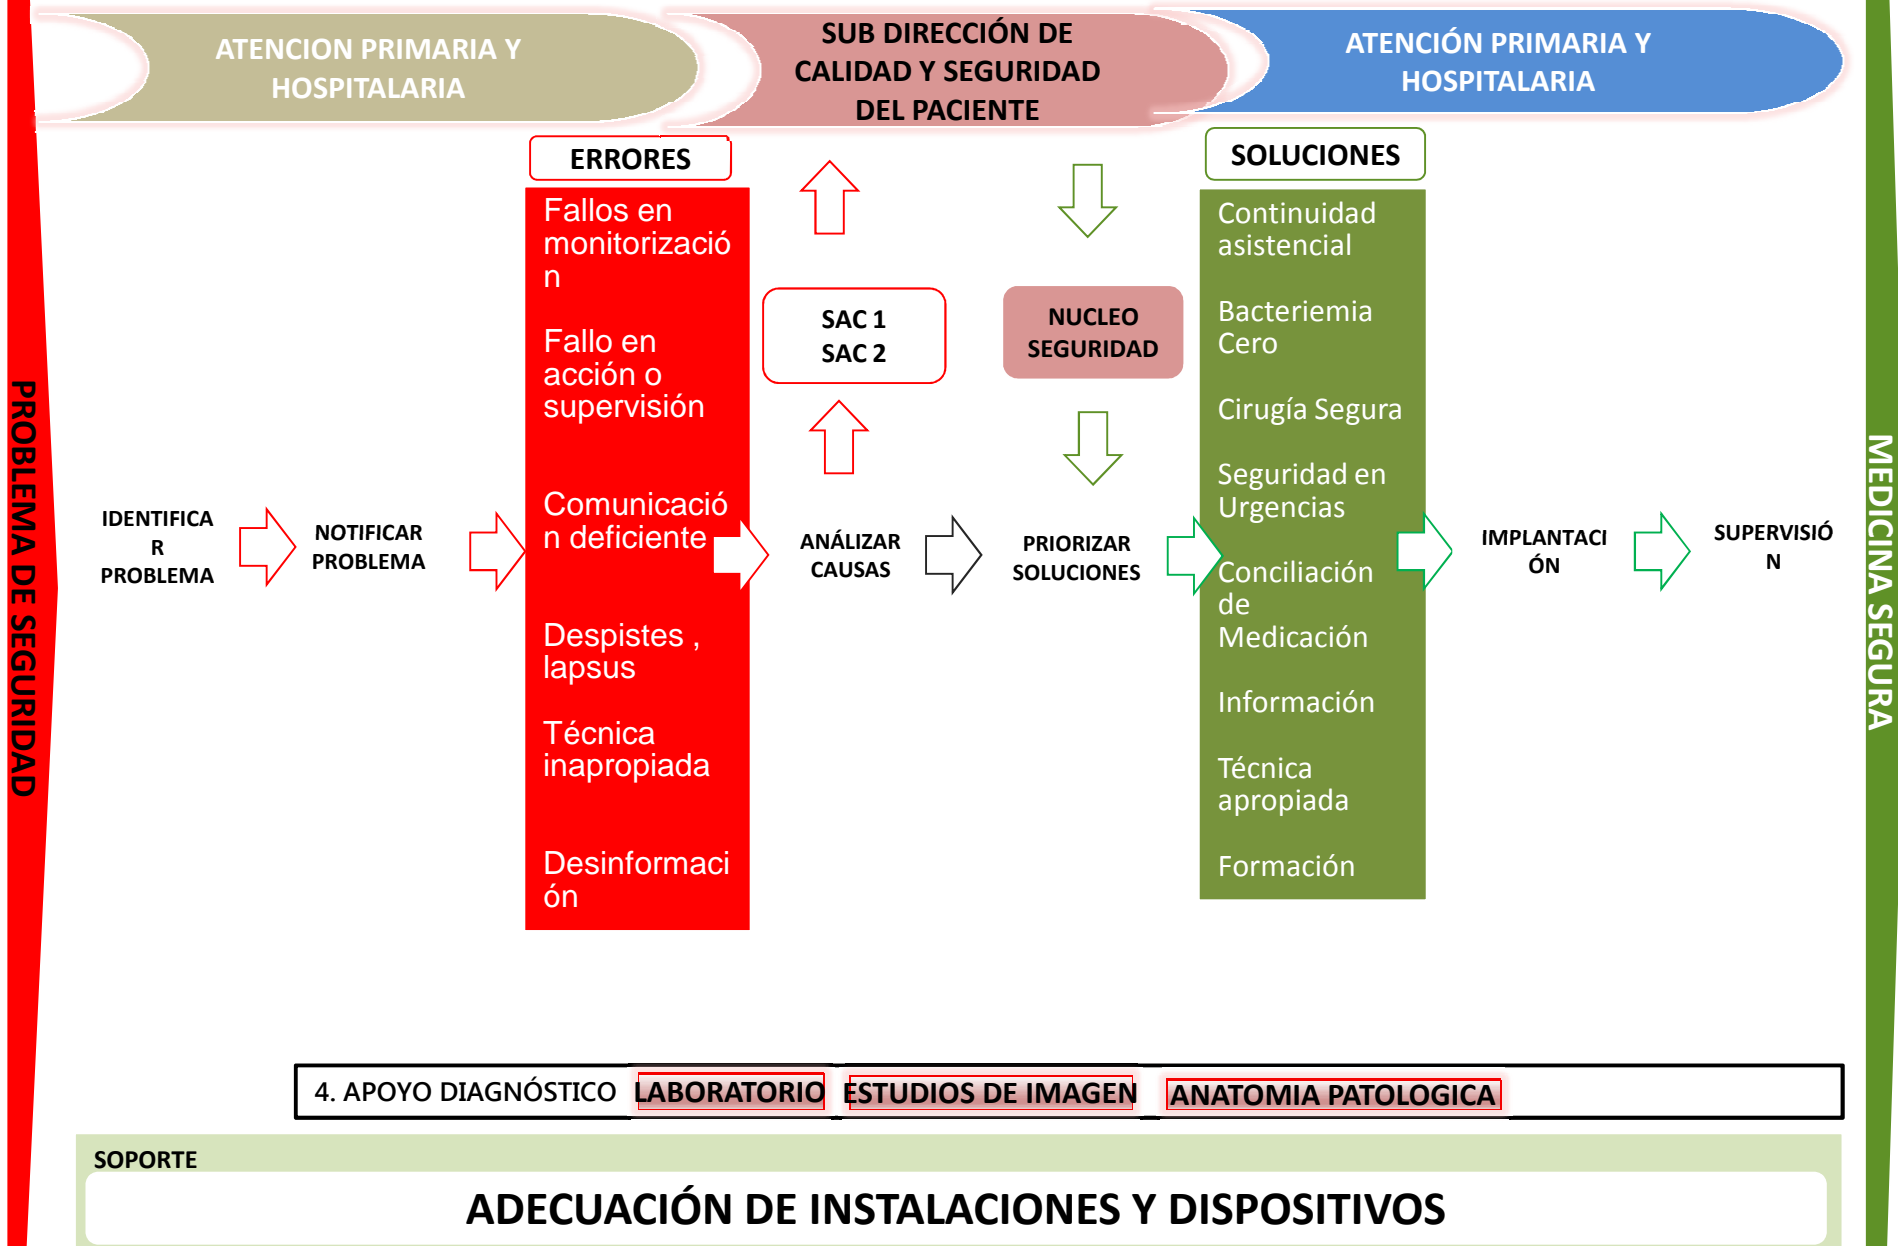 ATENCION PRIMARIA Y
HOSPITALARIA
SUB DIRECCIÓN DE
CALIDAD Y SEGURIDAD
DEL PACIENTE
ATENCIÓN PRIMARIA Y
HOSPITALARIA
PROBLEMA DE SEGURIDAD
IDENTIFICA
R
PROBLEMA
NOTIFICAR
PROBLEMA
ERRORES
Fallos en
monitorizació
n
Fallo en
acción o
supervisión
Comunicació
n deficiente
Despistes ,
lapsus
Técnica
inapropiada
Desinformaci
ón
SAC 1
SAC 2
ANÁLIZAR
CAUSAS
NUCLEO
SEGURIDAD
PRIORIZAR
SOLUCIONES
SOLUCIONES
Continuidad
asistencial
Bacteriemia
Cero
Cirugía Segura
Seguridad en
Urgencias
Conciliación
de
Medicación
Información
Técnica
apropiada
Formación
IMPLANTACI
ÓN
SUPERVISIÓ
N
MEDICINA SEGURA
4. APOYO DIAGNÓSTICO LABORATORIO ESTUDIOS DE IMAGEN ANATOMIA PATOLOGICA
SOPORTE
ADECUACIÓN DE INSTALACIONES Y DISPOSITIVOS